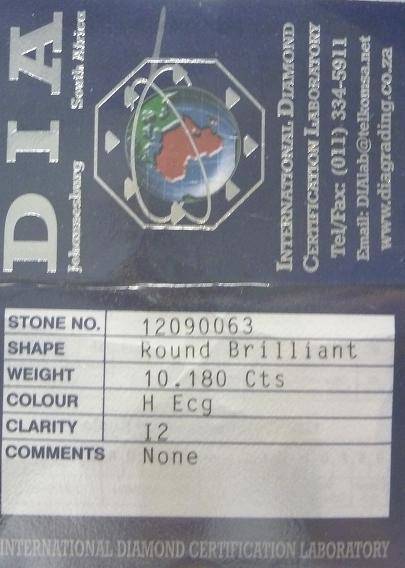 DIA
Johannesburg South Africa
INTERNATIONAL DIAMOND
CERTIFICATION LABORATORY
Tel/Fax: (011) 334-5911
Email: DIAlab@telkomsa.net
www.diagrading.co.za
STONE NO. 12090063
SHAPE Round Brilliant
WEIGHT 10.180 Cts
COLOUR H Ecg
CLARITY I2
COMMENTS None
INTERNATIONAL DIAMOND CERTIFICATION LABORATORY